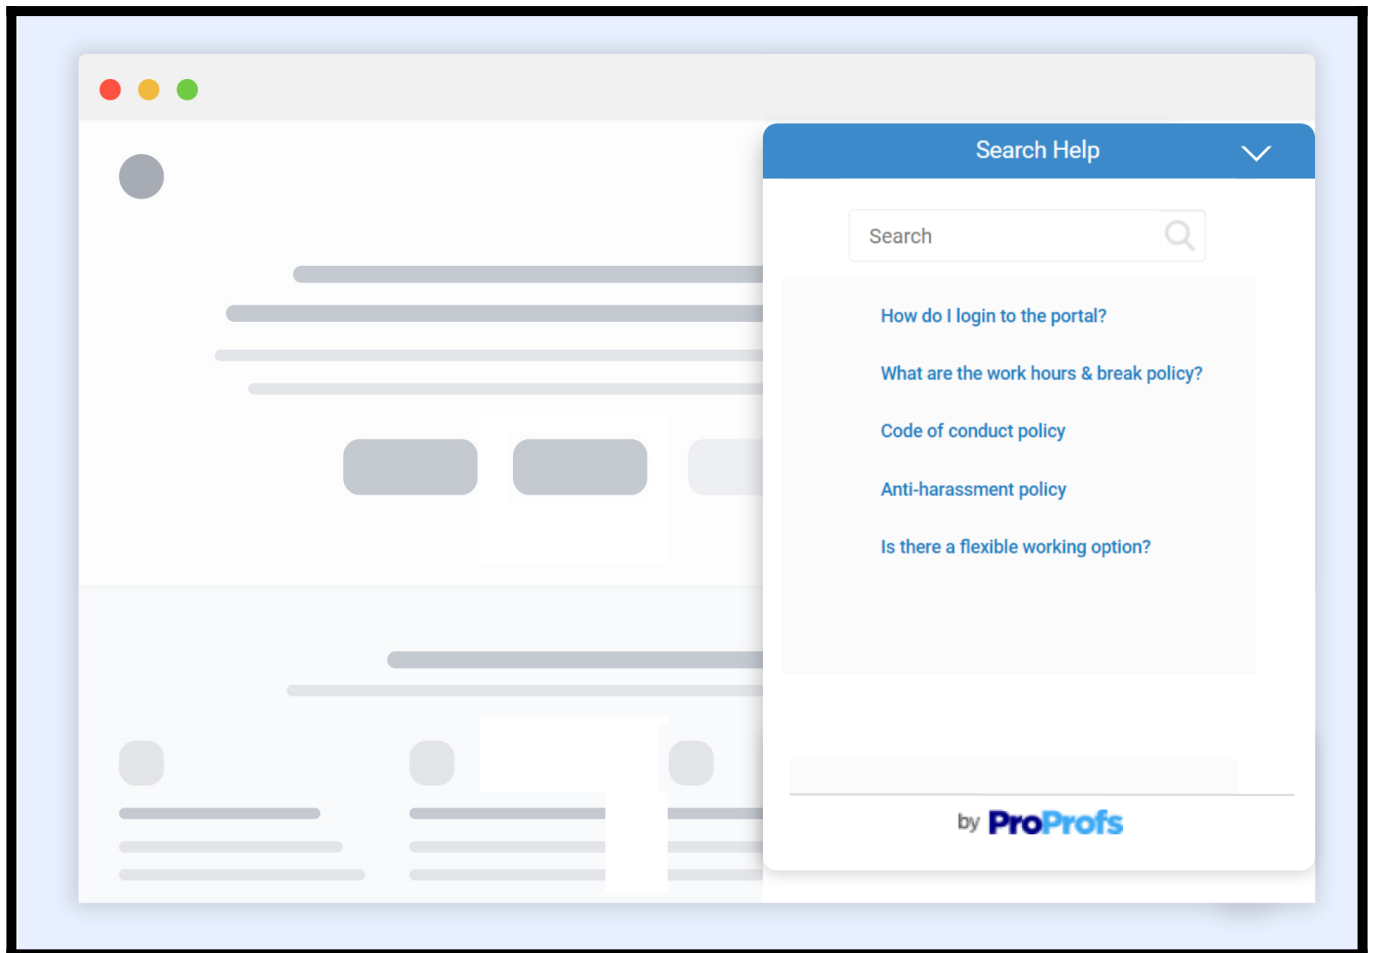 Search Help
Search
How do I login to the portal?
What are the work hours & break policy?
Code of conduct policy
Anti-harassment policy
Is there a flexible working option?
by ProProfs